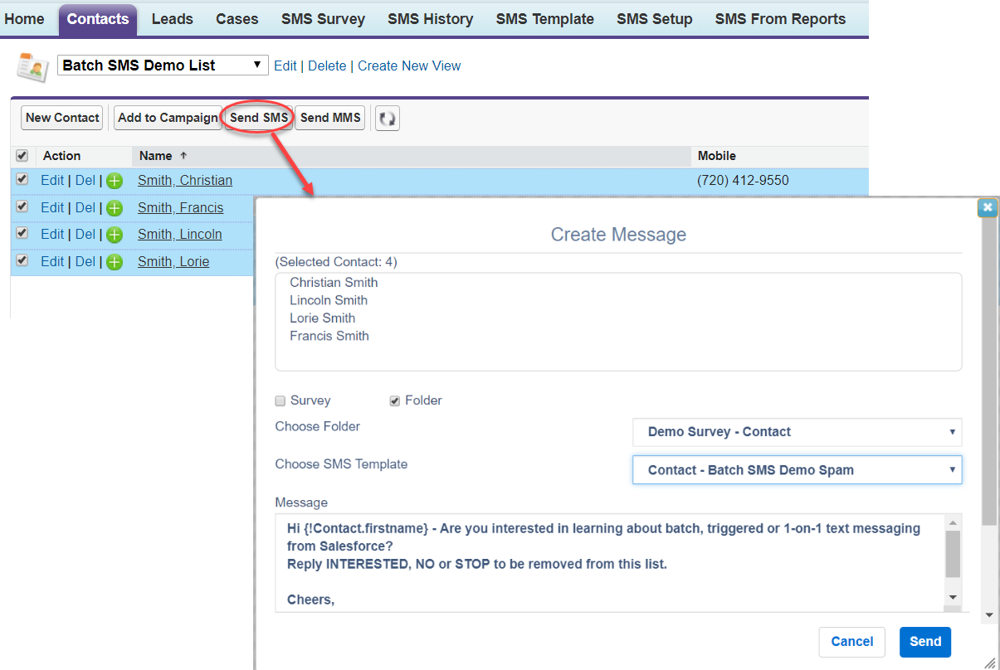 Home Contacts Leads Cases SMS Survey SMS History SMS Template SMS Setup SMS From Reports
Batch SMS Demo List Edit | Delete | Create New View
New Contact Add to Campaign Send SMS Send MMS
Action Name Mobile
Edit | Del | Smith, Christian (720) 412-9550
Edit | Del | Smith, Francis
Edit | Del | Smith, Lincoln
Edit | Del | Smith, Lorie
Create Message
(Selected Contact: 4)
Christian Smith
Lincoln Smith
Lorie Smith
Francis Smith
Survey Folder
Choose Folder Demo Survey - Contact
Choose SMS Template Contact - Batch SMS Demo Spam
Message
Hi {!Contact.firstname} - Are you interested in learning about batch, triggered or 1-on-1 text messaging
from Salesforce?
Reply INTERESTED, NO or STOP to be removed from this list.
Cheers,
Cancel Send